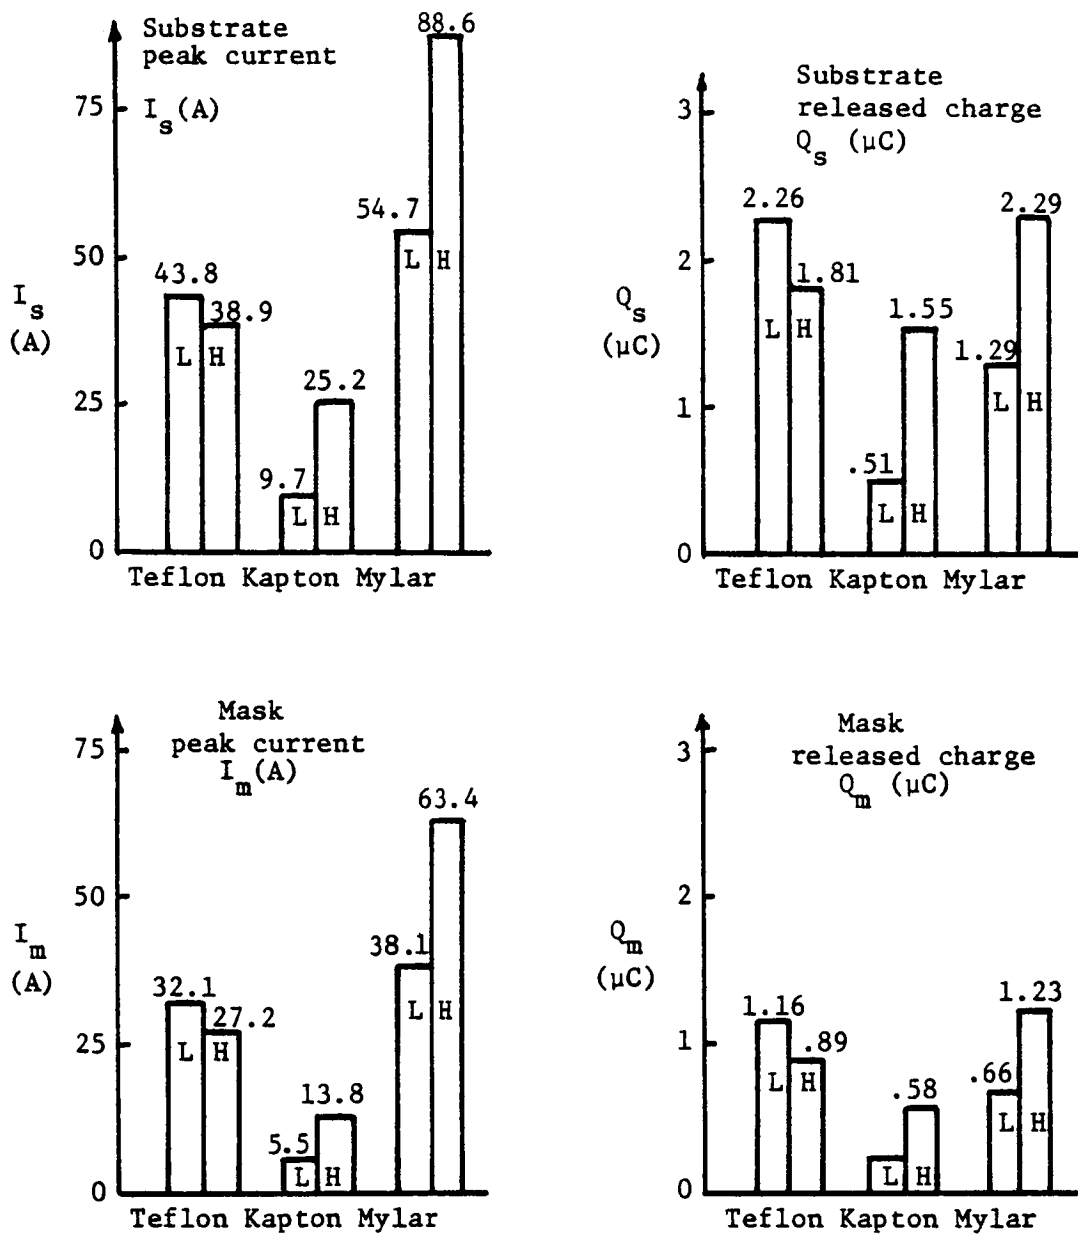 Substrate
peak current
I_s(A)
88.6
75
54.7
50
43.8
38.9
I_s
(A)
L H
L H
25.2
25
9.7
L H
0
Teflon Kapton Mylar
Substrate
released charge
Q_s (μC)
3
2.26
2.29
2
1.81
Q_s
(μC)
1.55
L H
1.29
1
L H
.51
L H
0
Teflon Kapton Mylar
Mask
peak current
I_m(A)
75
63.4
50
I_m
(A)
38.1
32.1
27.2
L H
25
L H
13.8
5.5
L H
0
Teflon Kapton Mylar
Mask
released charge
Q_m (μC)
3
2
Q_m
(μC)
1.16
1.23
1
.89
L H
.66
.58
L H
L H
0
Teflon Kapton Mylar